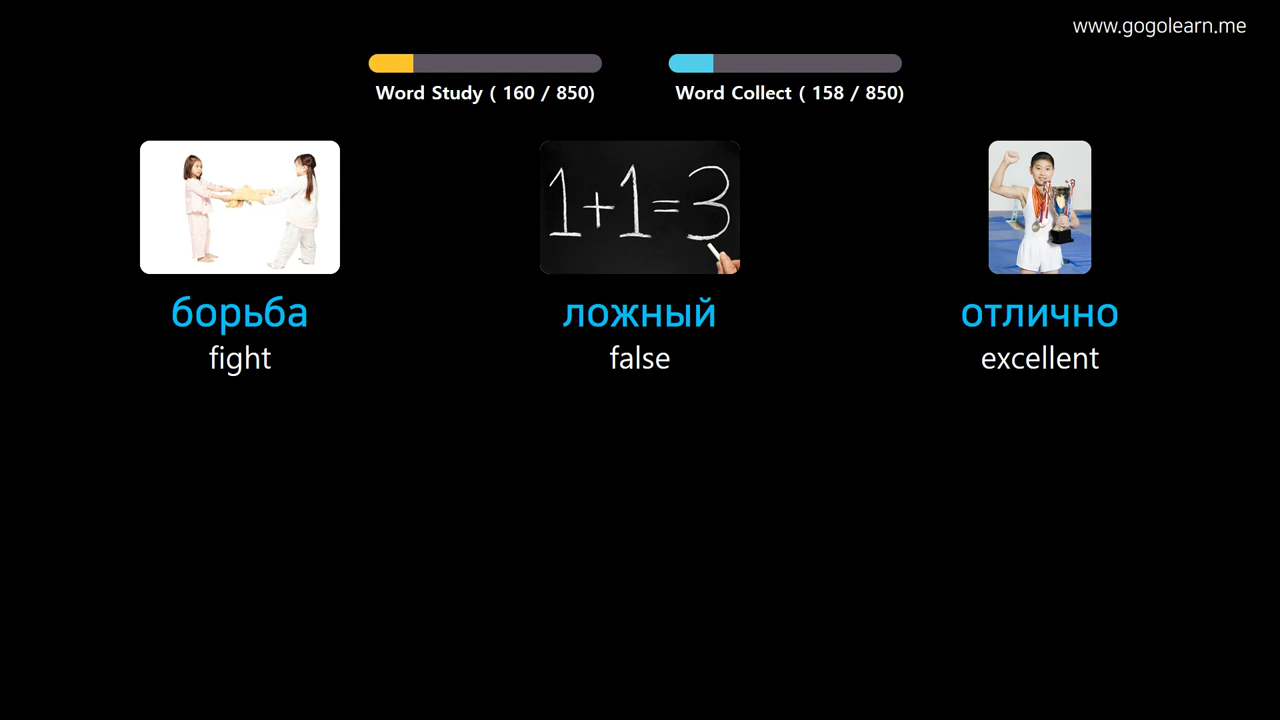 www.gogolearn.me
Word Study ( 160 / 850)
Word Collect ( 158 / 850)
1+1=3
борьба
ложный
отлично
fight
false
excellent